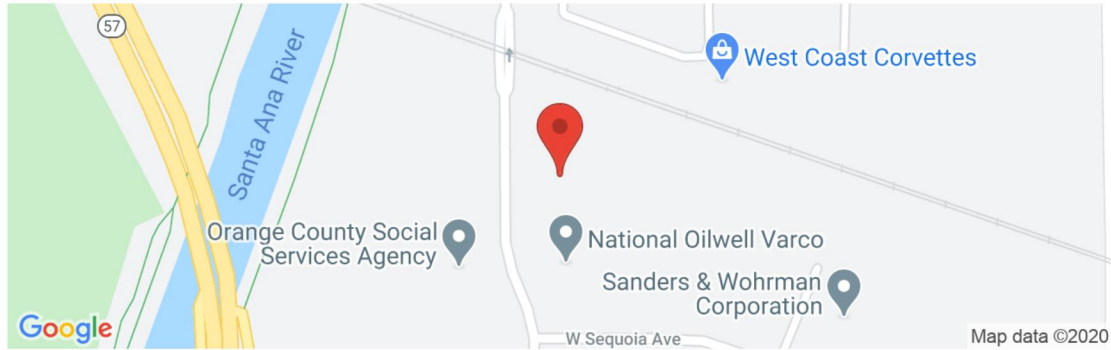 57
Santa Ana River
West Coast Corvettes
Orange County Social
Services Agency
National Oilwell Varco
Sanders & Wohrman
Corporation
W Sequoia Ave
Google
Map data ©2020